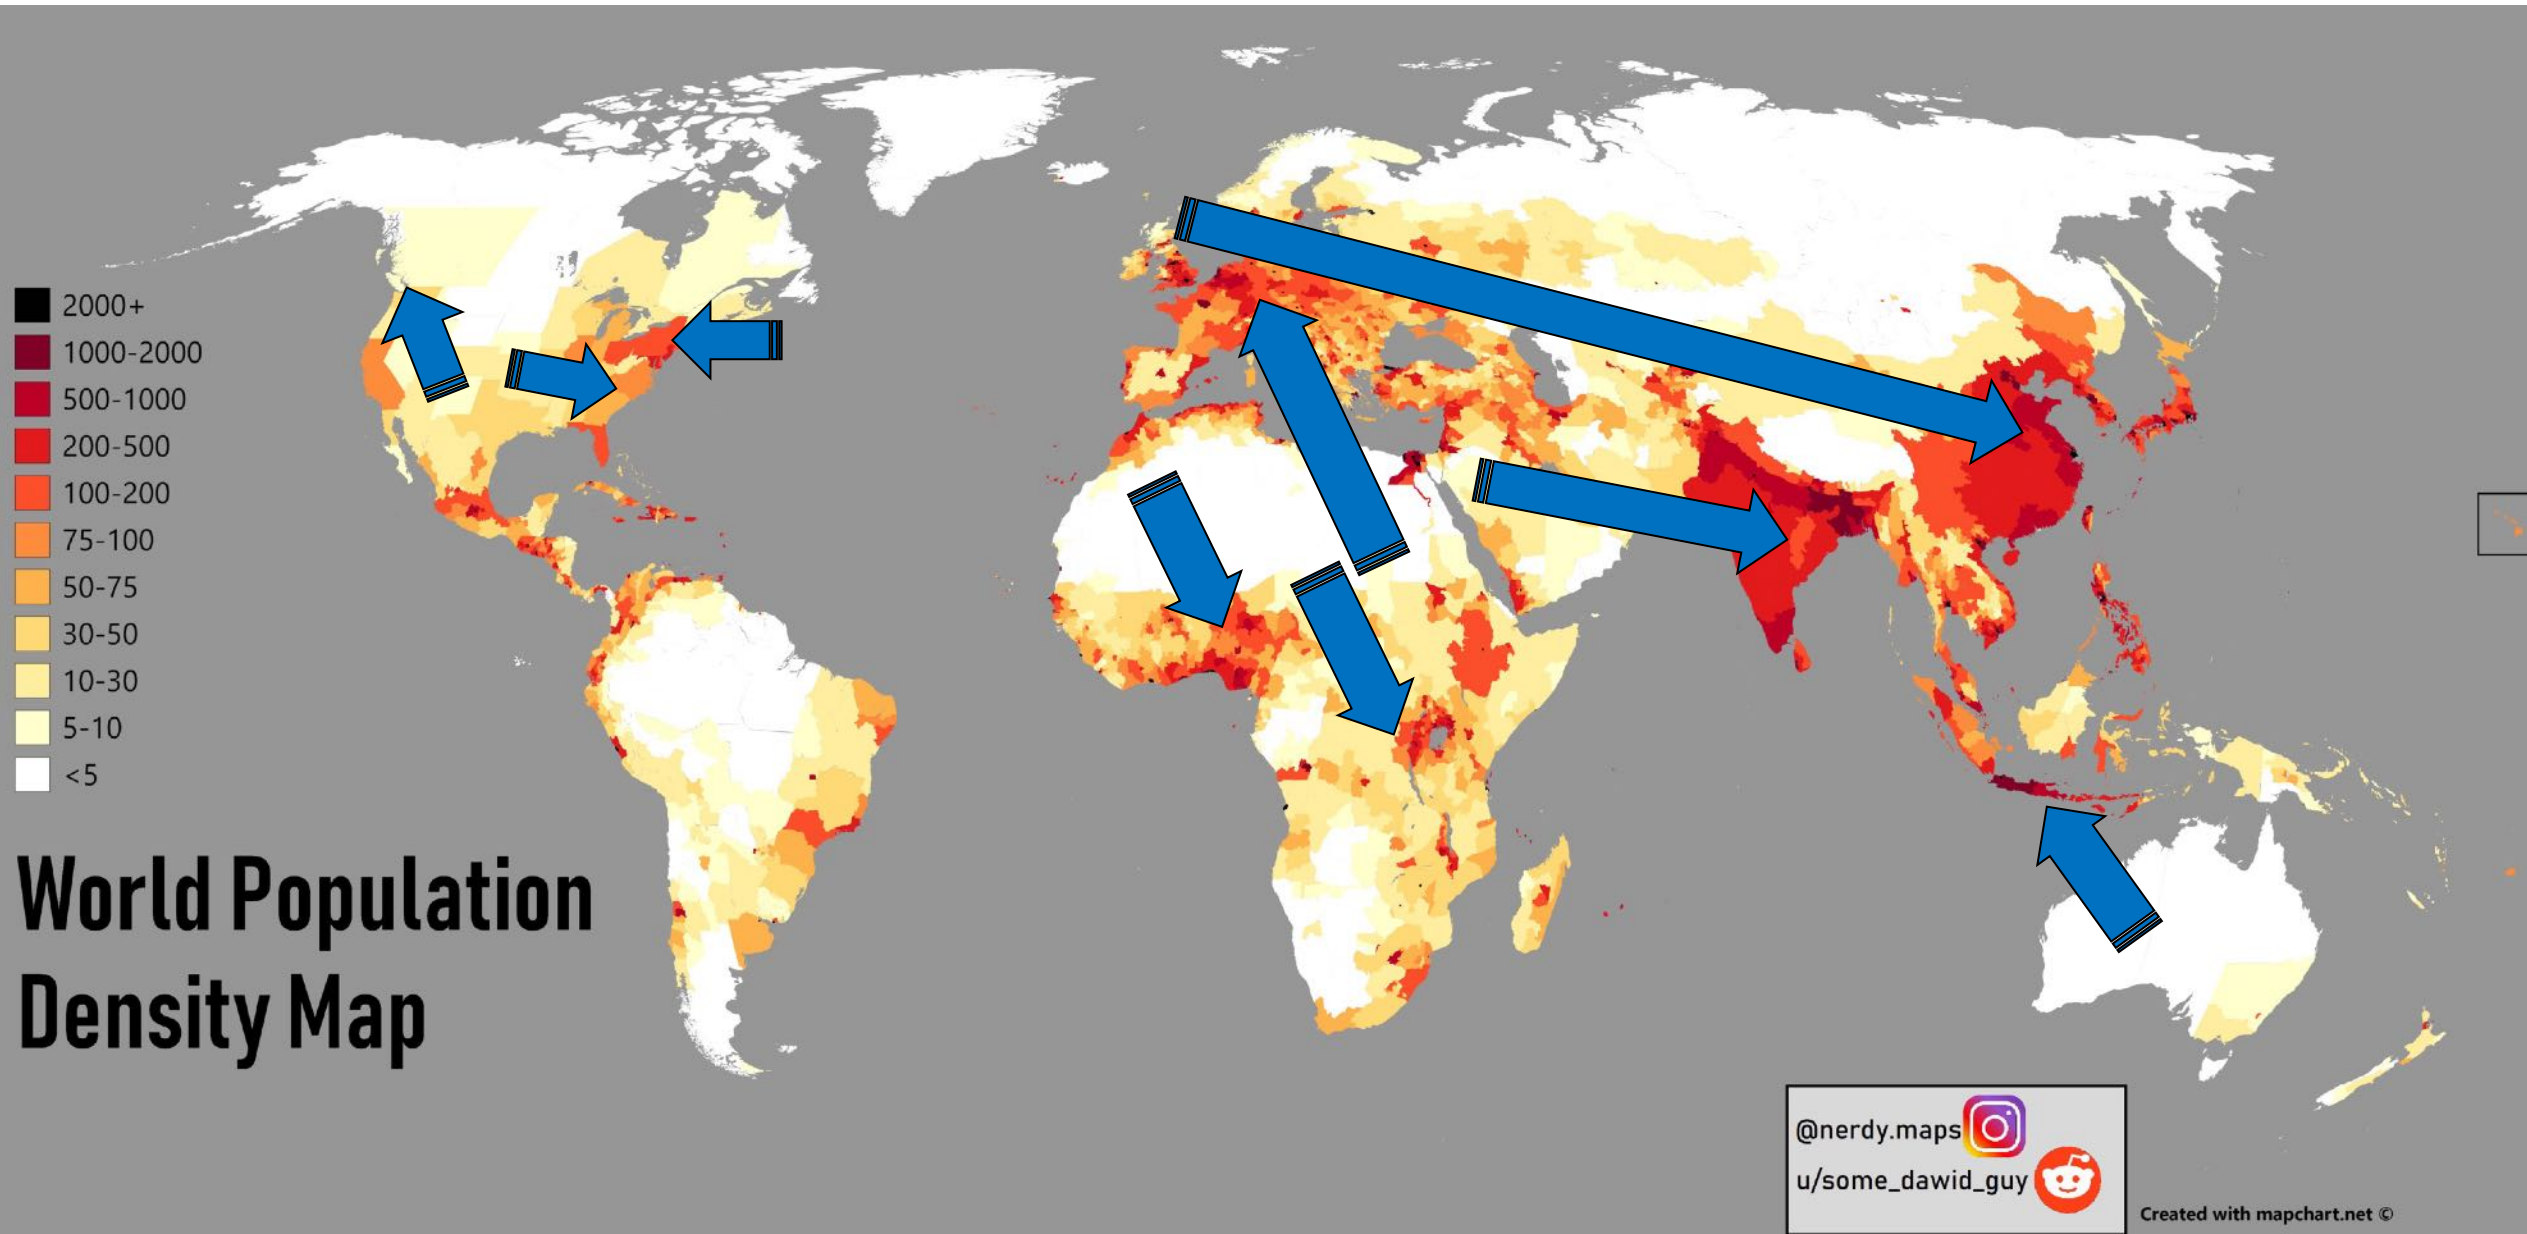 2000+
1000-2000
500-1000
200-500
100-200
75-100
50-75
30-50
10-30
5-10
<5
World Population
Density Map
@nerdy.maps
u/some_dawid_guy
Created with mapchart.net ©